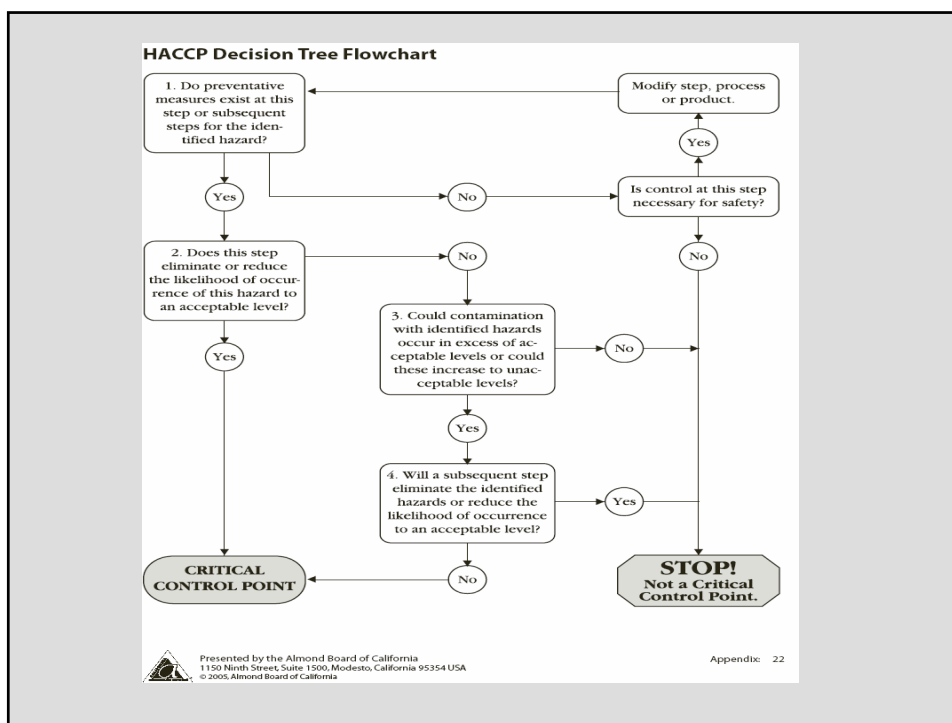 HACCP Decision Tree Flowchart
1. Do preventative
measures exist at this
step or subsequent
steps for the iden-
tified hazard?
Modify step, process
or product.
Yes
Yes
No
Is control at this step
necessary for safety?
2. Does this step
eliminate or reduce
the likelihood of occur-
rence of this hazard to
an acceptable level?
No
No
3. Could contamination
with identified hazards
occur in excess of ac-
ceptable levels or could
these increase to unac-
ceptable levels?
No
Yes
Yes
4. Will a subsequent step
eliminate the identified
hazards or reduce the
likelihood of occurrence
to an acceptable level?
Yes
CRITICAL
CONTROL POINT
No
STOP!
Not a Critical
Control Point.
Presented by the Almond Board of California
1150 Ninth Street, Suite 1500, Modesto, California 95354 USA
© 2005, Almond Board of California
Appendix: 22